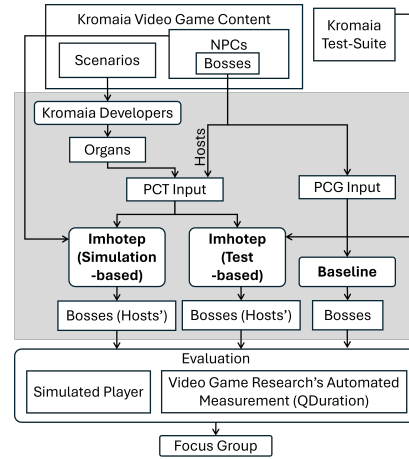 Kromaia Video Game Content
Scenarios
NPCs
Bosses
Kromaia
Test-Suite
Kromaia Developers
Organs
Hosts
PCT Input
PCG Input
Imhotep
(Simulation
-based)
Imhotep
(Test
-based)
Baseline
Bosses (Hosts')
Bosses (Hosts')
Bosses
Evaluation
Simulated Player
Video Game Research's Automated
Measurement (QDuration)
Focus Group